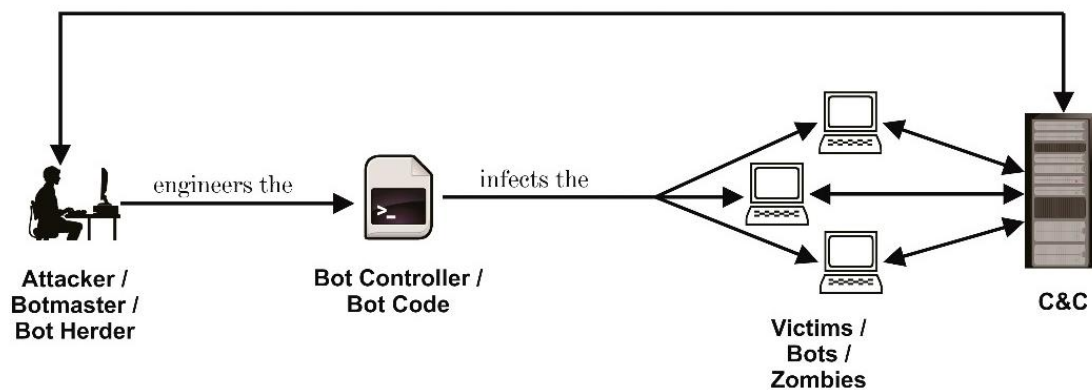 engineers the
infects the
>_
Attacker /
Botmaster /
Bot Herder
Bot Controller /
Bot Code
Victims /
Bots /
Zombies
C&C